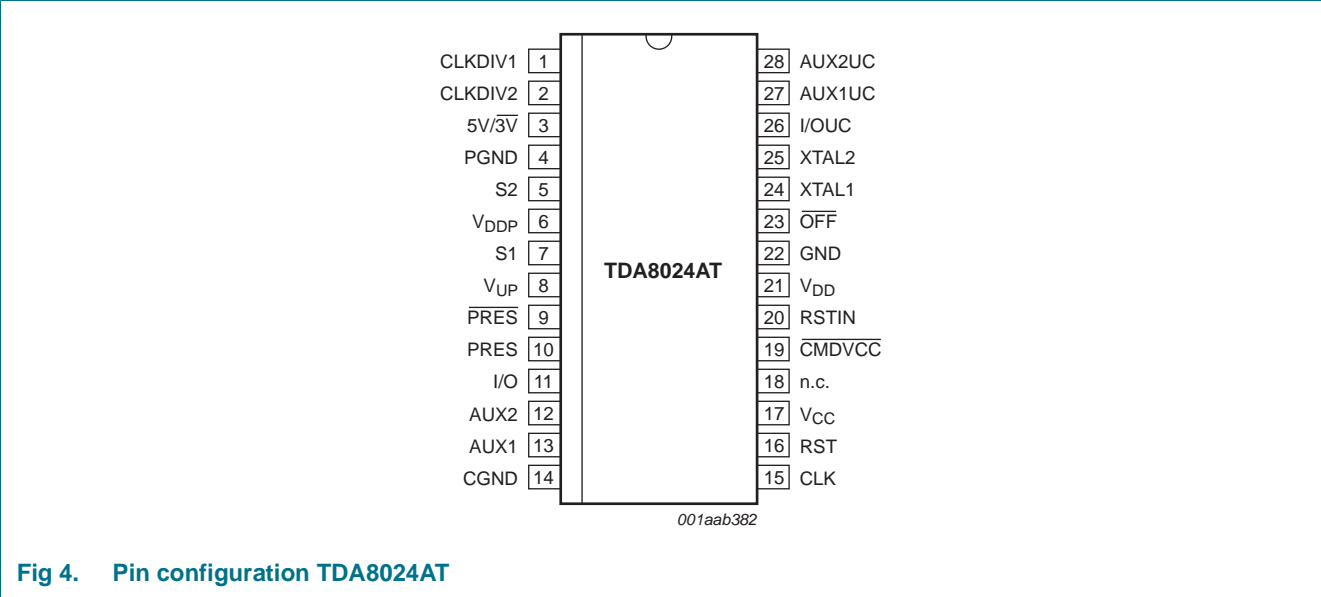 CLKDIV1 1
CLKDIV2 2
5V/3V̅ 3
PGND 4
S2 5
VDDP 6
S1 7
VUP 8
P̅R̅E̅S̅ 9
PRES 10
I/O 11
AUX2 12
AUX1 13
CGND 14
TDA8024AT
28 AUX2UC
27 AUX1UC
26 I/OUC
25 XTAL2
24 XTAL1
23 O̅F̅F̅
22 GND
21 VDD
20 RSTIN
19 C̅M̅D̅V̅C̅C̅
18 n.c.
17 VCC
16 RST
15 CLK
001aab382
Fig 4. Pin configuration TDA8024AT